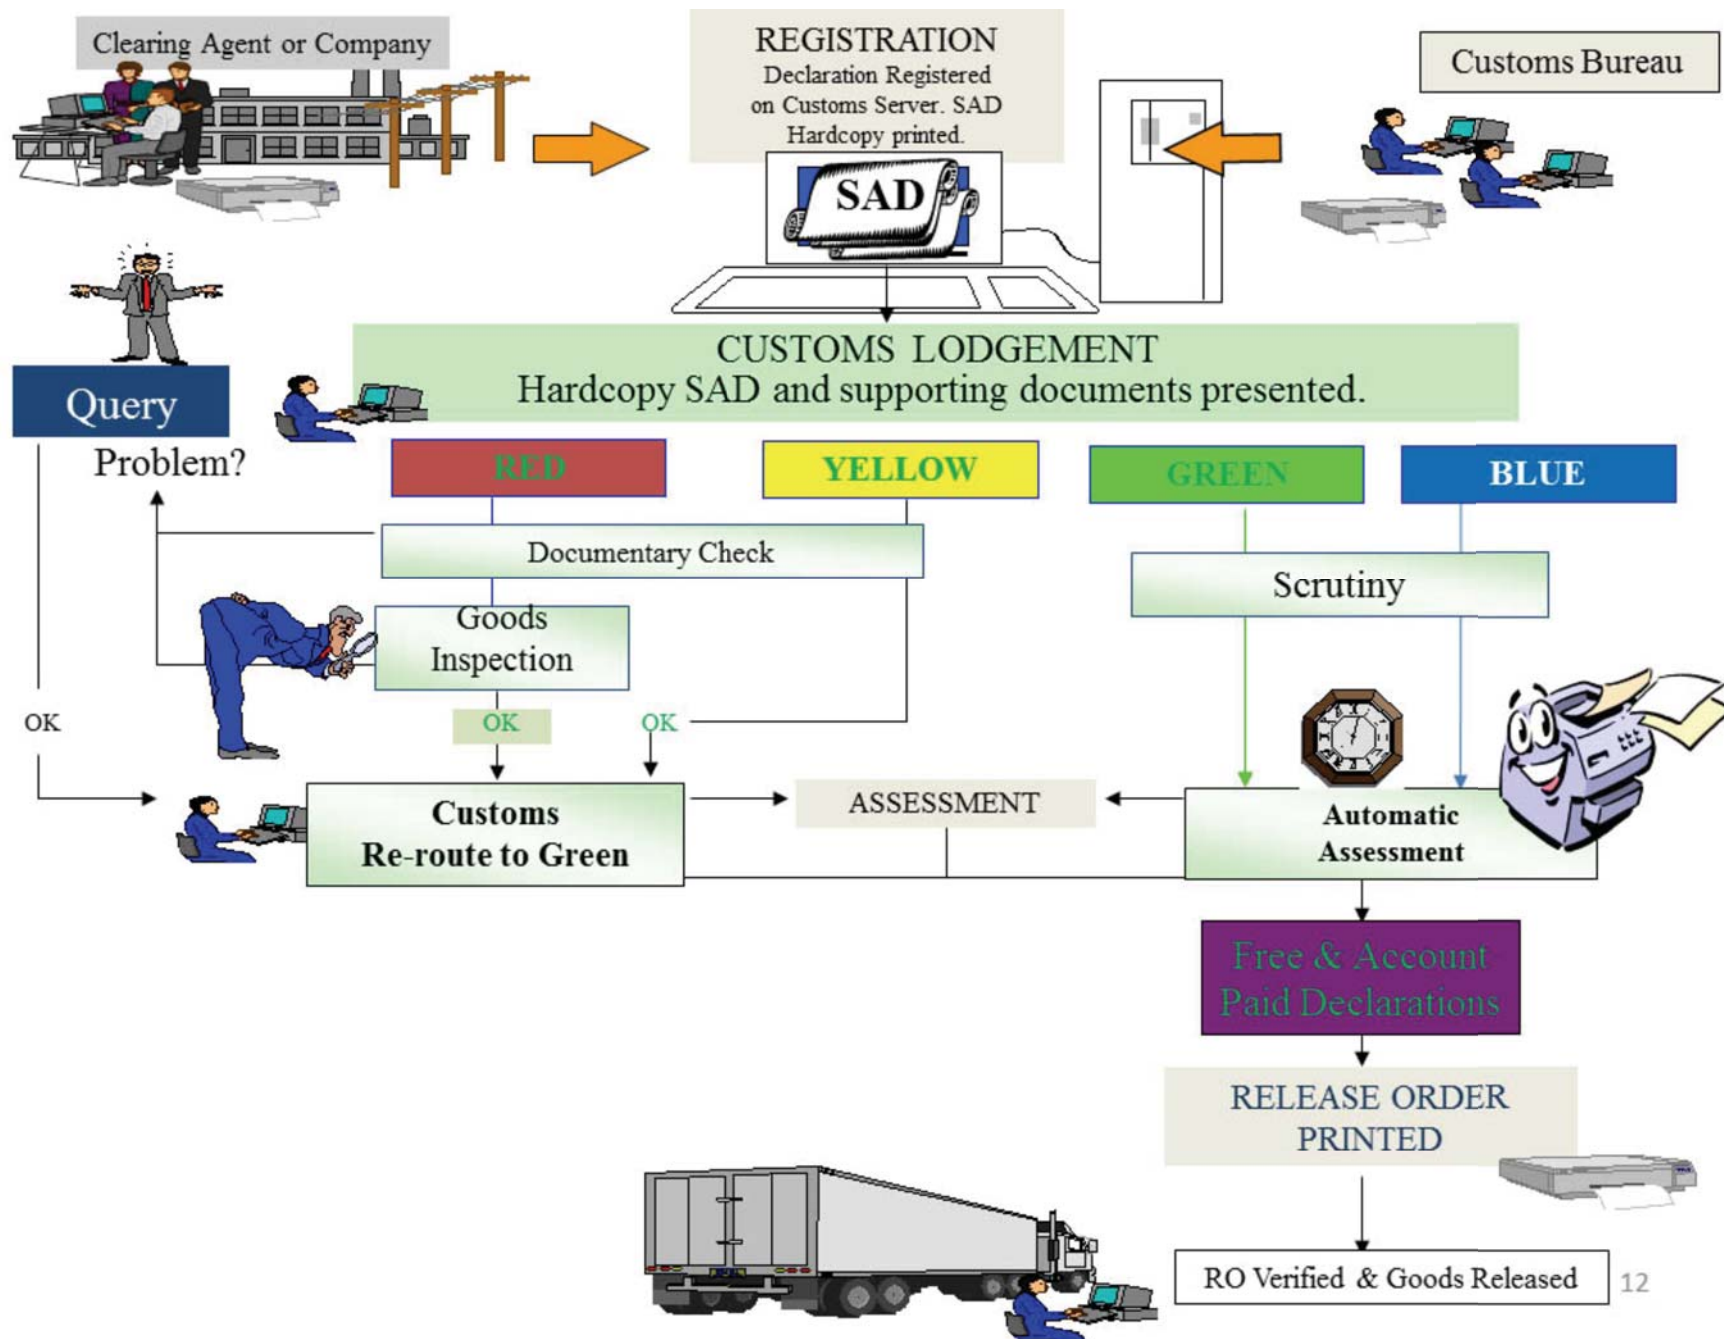 Clearing Agent or Company
REGISTRATION
Declaration Registered
on Customs Server. SAD
Hardcopy printed.
Customs Bureau
SAD
CUSTOMS LODGEMENT
Hardcopy SAD and supporting documents presented.
Query
Problem?
RED
YELLOW
GREEN
BLUE
Documentary Check
Scrutiny
Goods
Inspection
OK
OK
OK
Customs
Re-route to Green
ASSESSMENT
Automatic
Assessment
Free & Account
Paid Declarations
RELEASE ORDER
PRINTED
RO Verified & Goods Released
12